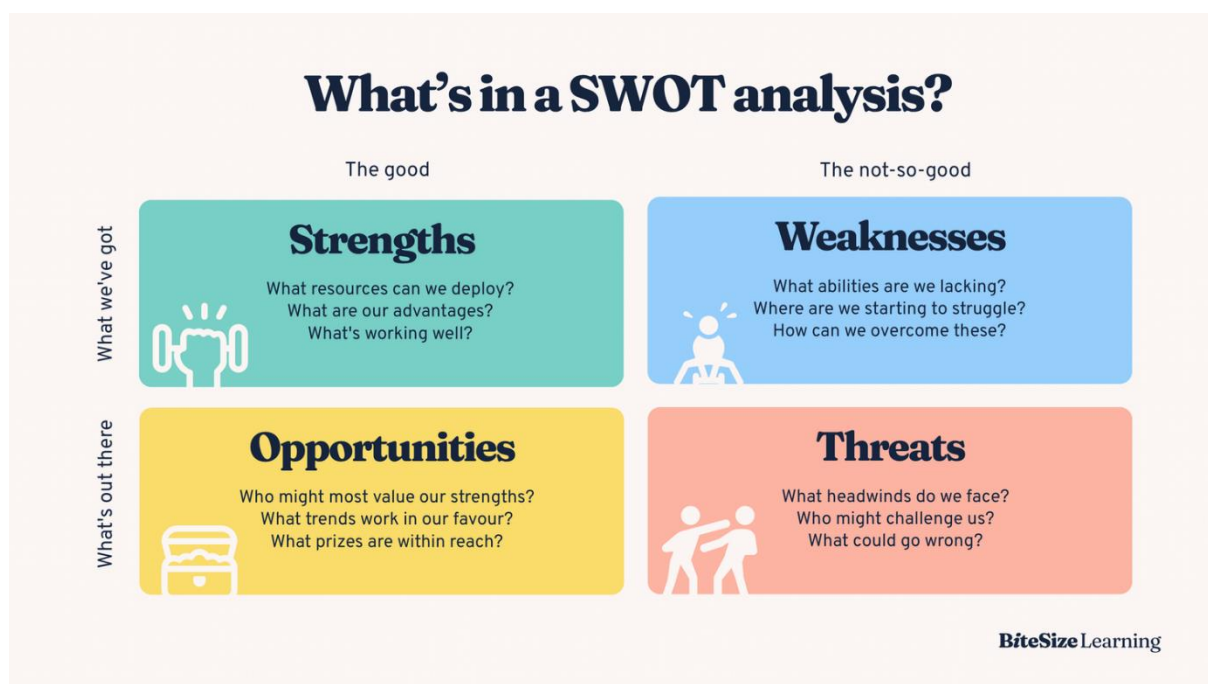 What's in a SWOT analysis?
The good
The not-so-good
What we've got
Strengths
What resources can we deploy?
What are our advantages?
What's working well?
Weaknesses
What abilities are we lacking?
Where are we starting to struggle?
How can we overcome these?
What's out there
Opportunities
Who might most value our strengths?
What trends work in our favour?
What prizes are within reach?
Threats
What headwinds do we face?
Who might challenge us?
What could go wrong?
BiteSize Learning